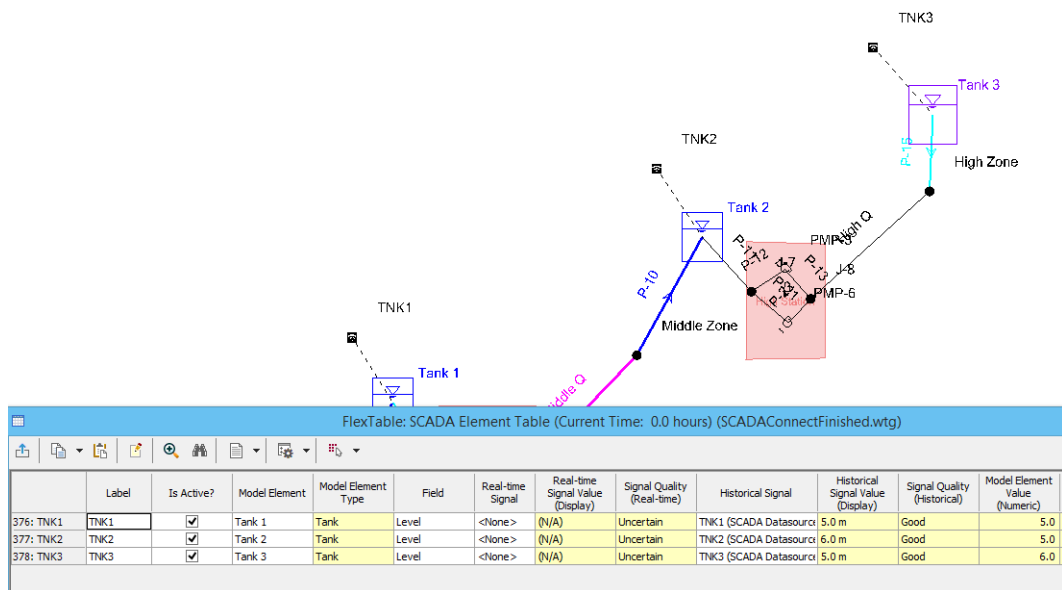 TNK3
Tank 3
P-15
High Zone
TNK2
Tank 2
High Q
P-12
P-13
J-8
PMP-6
P-10
Middle Zone
TNK1
Tank 1
FlexTable: SCADA Element Table (Current Time: 0.0 hours) (SCADAConnectFinished.wtg)
Label Is Active? Model Element Model Element Type Field Real-time Signal Real-time Signal Value (Display) Signal Quality (Real-time) Historical Signal Historical Signal Value (Display) Signal Quality (Historical) Model Element Value (Numeric)
376: TNK1 TNK1 Tank 1 Tank Level <None> (N/A) Uncertain TNK1 (SCADA Datasource 5.0 m Good 5.0
377: TNK2 TNK2 Tank 2 Tank Level <None> (N/A) Uncertain TNK2 (SCADA Datasource 6.0 m Good 5.0
378: TNK3 TNK3 Tank 3 Tank Level <None> (N/A) Uncertain TNK3 (SCADA Datasource 5.0 m Good 6.0